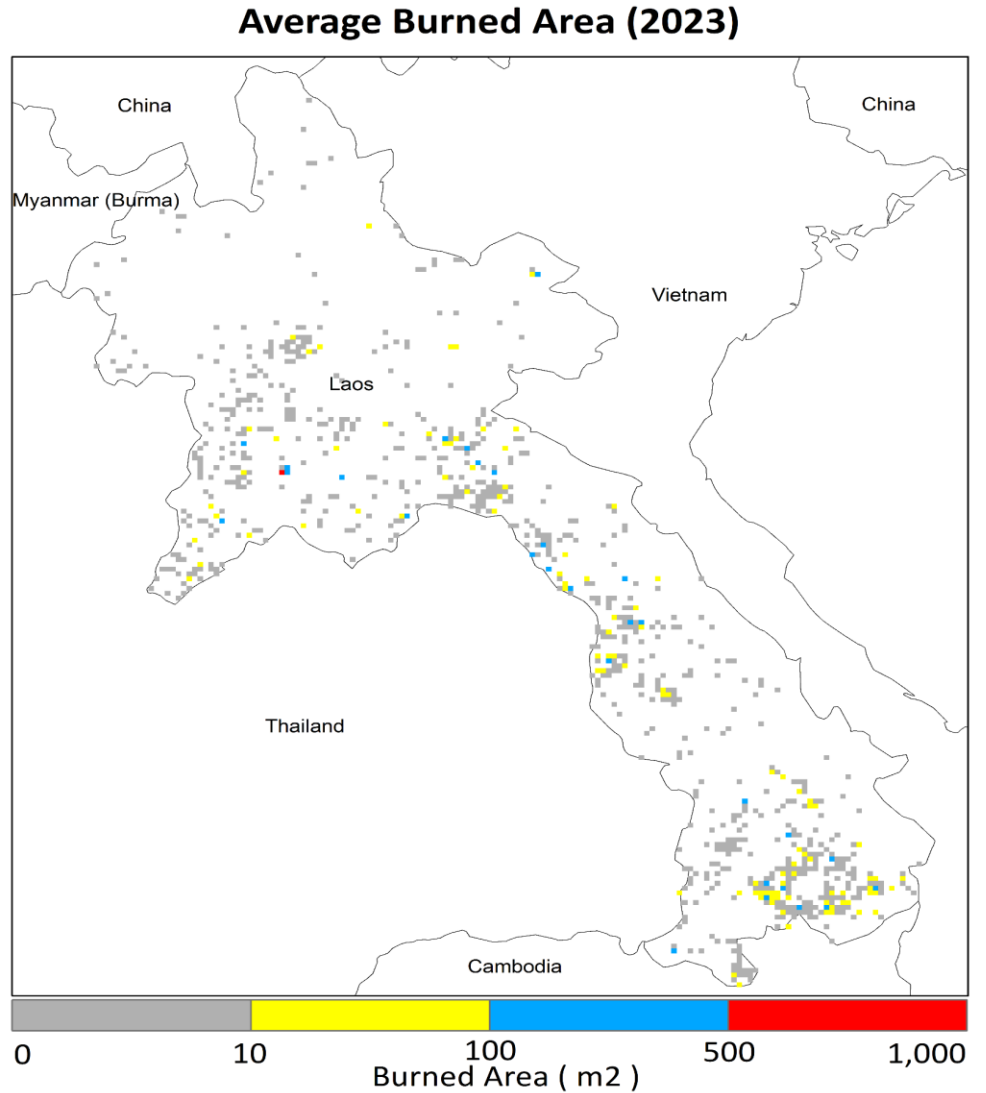 Average Burned Area (2023)
China
China
Myanmar (Burma)
Vietnam
Laos
Thailand
Cambodia
0 10 100 500 1,000
Burned Area ( m2 )